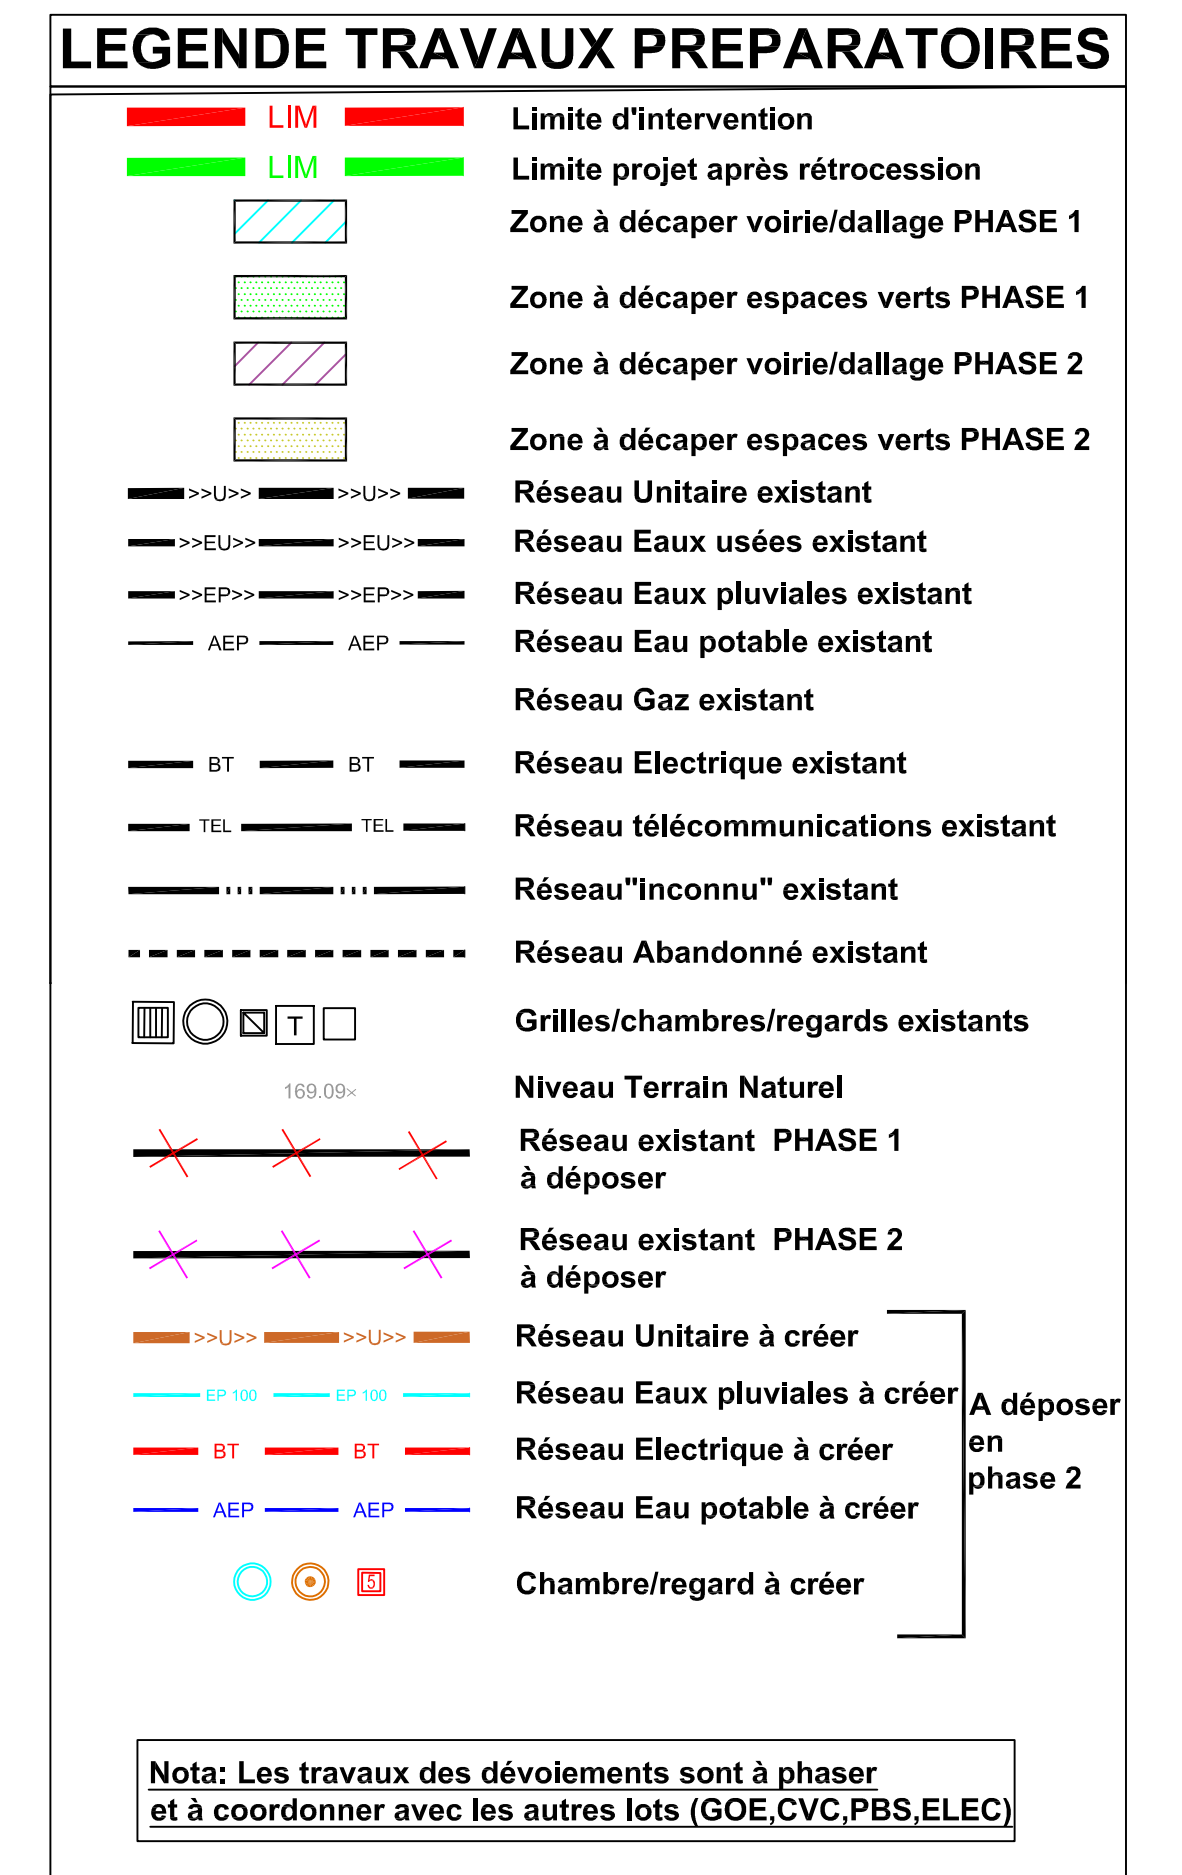 LEGENDE TRAVAUX PREPARATOIRES
LIM Limite d'intervention
LIM Limite projet après rétrocession
Zone à décaper voirie/dallage PHASE 1
Zone à décaper espaces verts PHASE 1
Zone à décaper voirie/dallage PHASE 2
Zone à décaper espaces verts PHASE 2
>>U>> >>U>> Réseau Unitaire existant
>>EU>> >>EU>> Réseau Eaux usées existant
>>EP>> >>EP>> Réseau Eaux pluviales existant
AEP AEP Réseau Eau potable existant
Réseau Gaz existant
BT BT Réseau Electrique existant
TEL TEL Réseau télécommunications existant
Réseau"inconnu" existant
Réseau Abandonné existant
T Grilles/chambres/regards existants
169.09× Niveau Terrain Naturel
Réseau existant PHASE 1
à déposer
Réseau existant PHASE 2
à déposer
>>U>> >>U>> Réseau Unitaire à créer
EP 100 EP 100 Réseau Eaux pluviales à créer
BT BT Réseau Electrique à créer
AEP AEP Réseau Eau potable à créer
5 Chambre/regard à créer
A déposer
en
phase 2
Nota: Les travaux des dévoiements sont à phaser
et à coordonner avec les autres lots (GOE,CVC,PBS,ELEC)